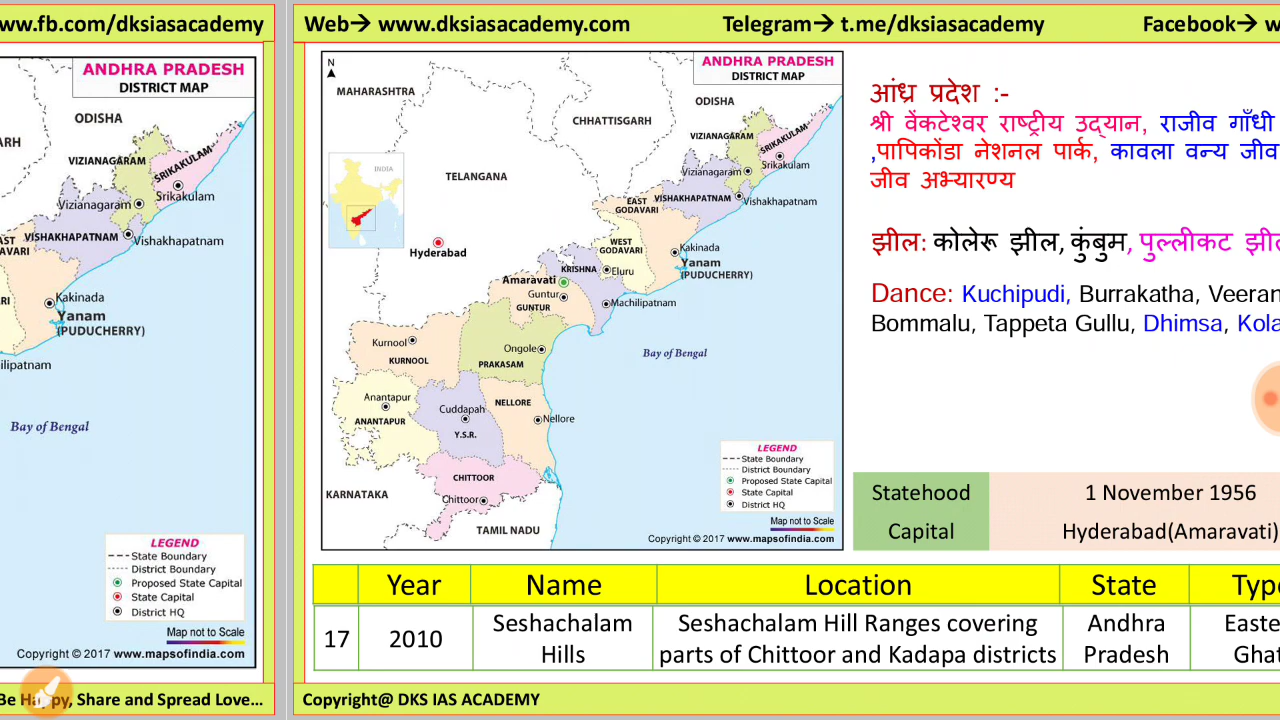 ww.fb.com/dksiasacademy
ANDHRA PRADESH
DISTRICT MAP
ODISHA
ARH
VIZIANAGARAM
SRIKAKULAM
Srikakulam
Vizianagaram
AST
VARI
VISHAKHAPATNAM
Vishakhapatnam
Kakinada
Yanam
(PUDUCHERRY)
ilipatnam
Bay of Bengal
LEGEND
State Boundary
District Boundary
Proposed State Capital
State Capital
District HQ
Map not to Scale
Copyright © 2017 www.mapsofindia.com
Be Happy, Share and Spread Love...
Web→ www.dksiasacademy.com Telegram→ t.me/dksiasacademy Facebook→ w
N
ANDHRA PRADESH
DISTRICT MAP
MAHARASHTRA
ODISHA
CHHATTISGARH
VIZIANAGARAM
SRIKAKULAM
Srikakulam
INDIA
TELANGANA
Vizianagaram
VISHAKHAPATNAM
Vishakhapatnam
EAST
GODAVARI
WEST
GODAVARI
Hyderabad
Kakinada
Yanam
(PUDUCHERRY)
KRISHNA
Eluru
Amaravati
Guntur
GUNTUR
Machilipatnam
Kurnool
KURNOOL
Ongole
PRAKASAM
Bay of Bengal
Anantapur
ANANTAPUR
Cuddapah
Y.S.R.
NELLORE
Nellore
CHITTOOR
Chittoor
KARNATAKA
TAMIL NADU
LEGEND
State Boundary
District Boundary
Proposed State Capital
State Capital
District HQ
Map not to Scale
Copyright © 2017 www.mapsofindia.com
आंध्र प्रदेश :-
श्री वेंकटेश्वर राष्ट्रीय उद्यान, राजीव गाँधी
,पापिकोंडा नेशनल पार्क, कावला वन्य जीव
जीव अभ्यारण्य
झील: कोलेरू झील, कुंबुम, पुल्लीकट झील
Dance: Kuchipudi, Burrakatha, Veeran
Bommalu, Tappeta Gullu, Dhimsa, Kola
Statehood 1 November 1956
Capital Hyderabad(Amaravati)
Year Name Location State Type
17 2010 Seshachalam Hills Seshachalam Hill Ranges covering parts of Chittoor and Kadapa districts Andhra Pradesh Easte Ghat
Copyright@ DKS IAS ACADEMY